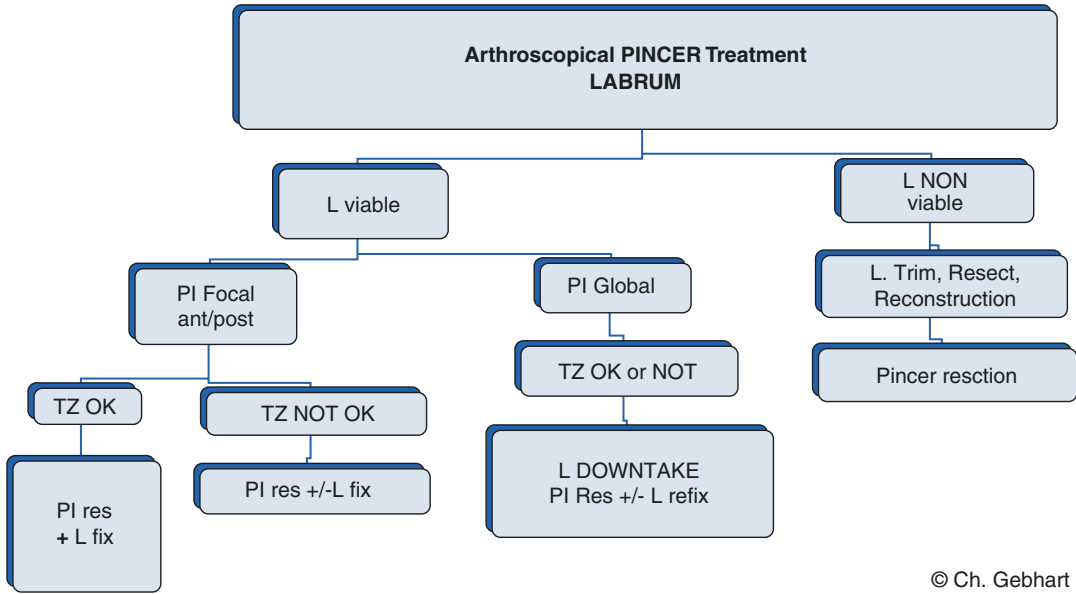 Arthroscopical PINCER Treatment
LABRUM
L viable
L NON
viable
PI Focal
ant/post
PI Global
L. Trim, Resect,
Reconstruction
TZ OK
TZ NOT OK
TZ OK or NOT
Pincer resction
PI res
+ L fix
PI res +/-L fix
L DOWNTAKE
PI Res +/- L refix
© Ch. Gebhart